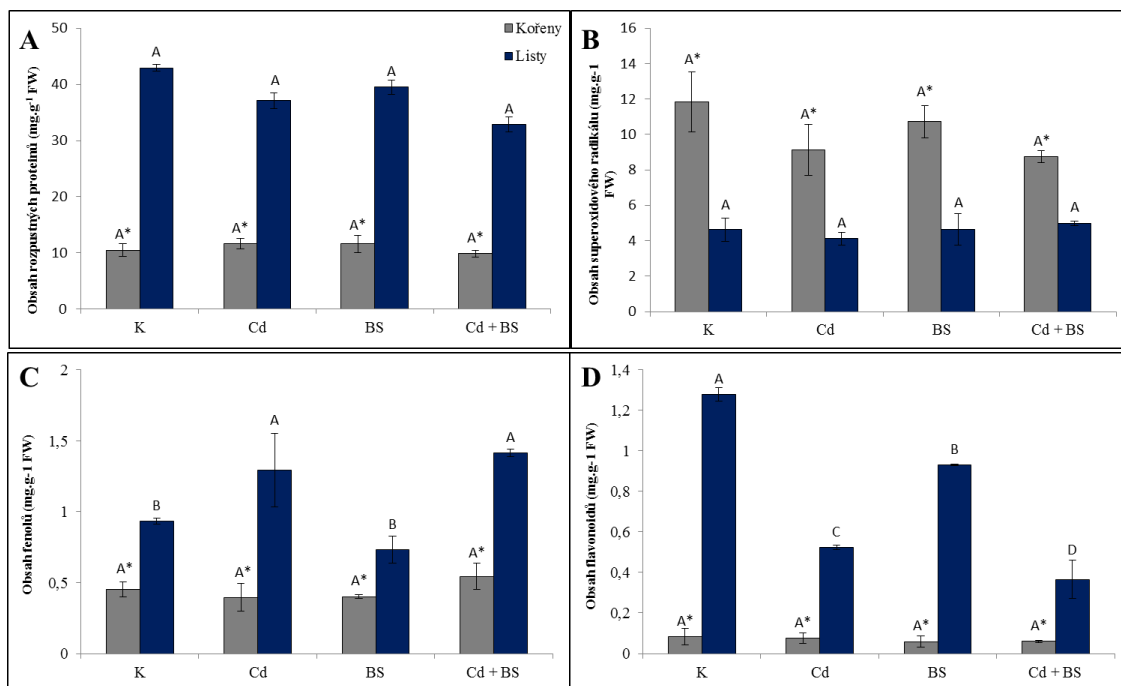 A
Obsah rozpustných proteinů (mg.g-1 FW)
50
40
30
20
10
0
Kořeny
Listy
A
A
A
A
A*
A*
A*
A*
K
Cd
BS
Cd + BS
B
Obsah superoxidového radikálu (mg.g-1
FW)
16
14
12
10
8
6
4
2
0
A*
A*
A*
A*
A
A
A
A
K
Cd
BS
Cd + BS
C
Obsah fenolů (mg.g-1 FW)
2
1,5
1
0,5
0
B
A
B
A
A*
A*
A*
A*
K
Cd
BS
Cd + BS
D
Obsah flavonoidů (mg.g-1 FW)
1,4
1,2
1
0,8
0,6
0,4
0,2
0
A
C
B
D
A*
A*
A*
A*
K
Cd
BS
Cd + BS